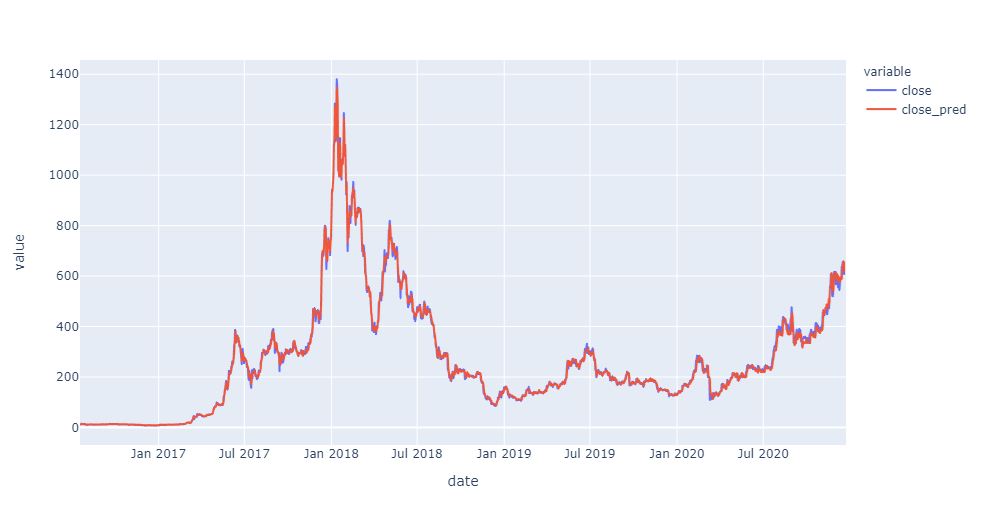 variable
close
close_pred
value
1400
1200
1000
800
600
400
200
0
Jan 2017
Jul 2017
Jan 2018
Jul 2018
Jan 2019
Jul 2019
Jan 2020
Jul 2020
date